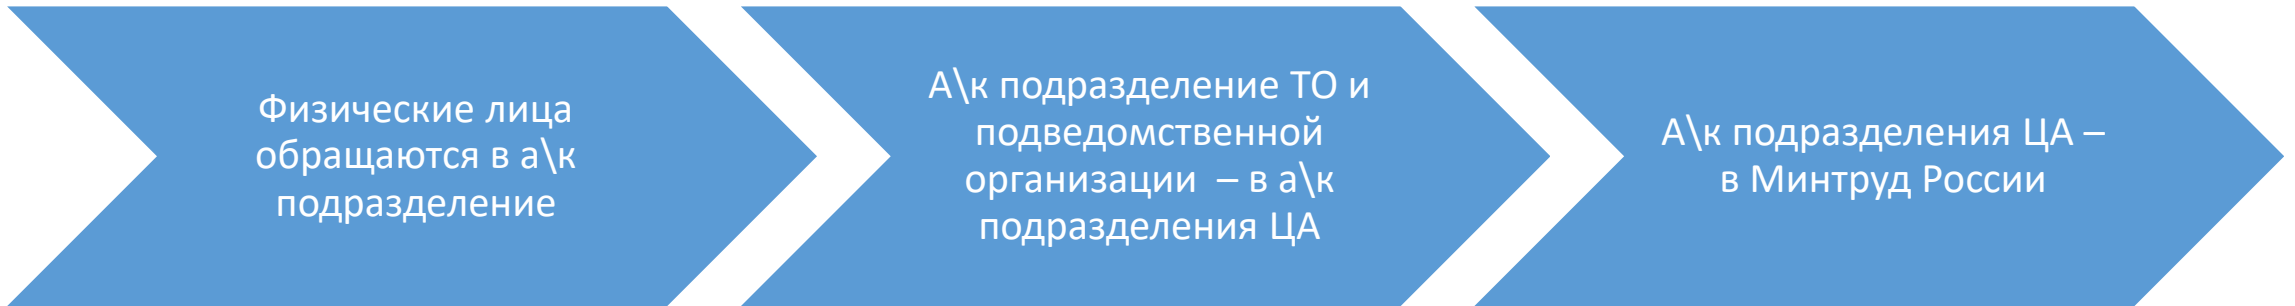 Физические лица
обращаются в а\к
подразделение
А\к подразделение ТО и
подведомственной
организации – в а\к
подразделения ЦА
А\к подразделения ЦА –
в Минтруд России